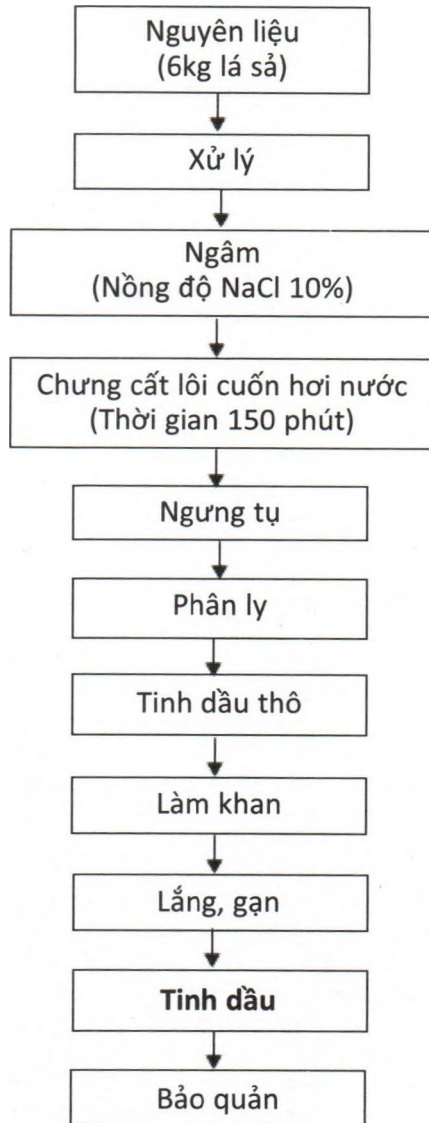 Nguyên liệu
(6kg lá sả)
Xử lý
Ngâm
(Nồng độ NaCl 10%)
Chưng cất lôi cuốn hơi nước
(Thời gian 150 phút)
Ngưng tụ
Phân ly
Tinh dầu thô
Làm khan
Lắng, gạn
Tinh dầu
Bảo quản